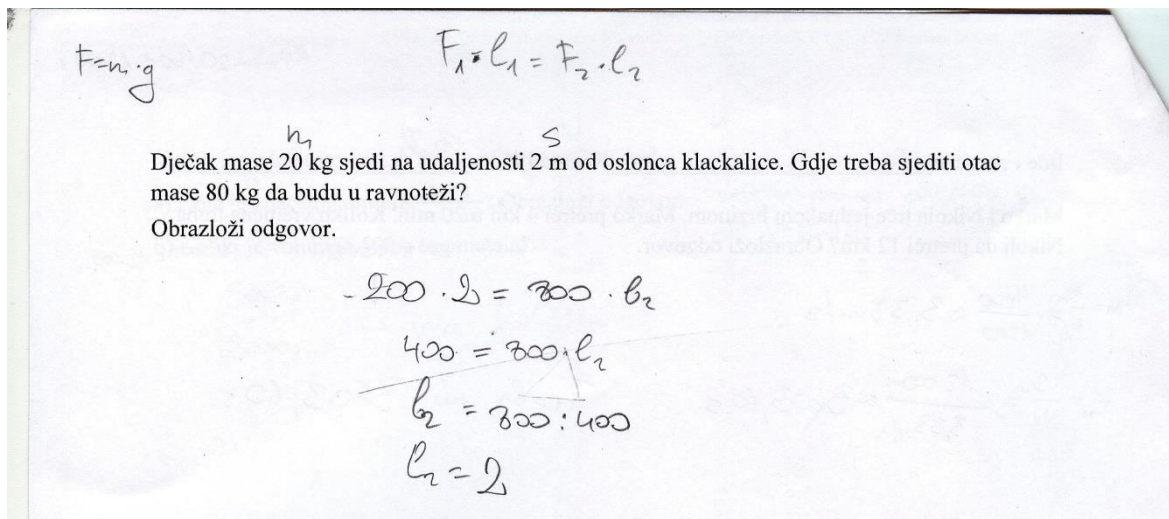 F=m·g
F₁·l₁ = F₂·l₂
m s
Dječak mase 20 kg sjedi na udaljenosti 2 m od oslonca klackalice. Gdje treba sjediti otac
mase 80 kg da budu u ravnoteži?
Obrazloži odgovor.
200 · 2 = 800 · l₂
400 = 800 · l₂
l₂ = 800 : 400
l₂ = 2